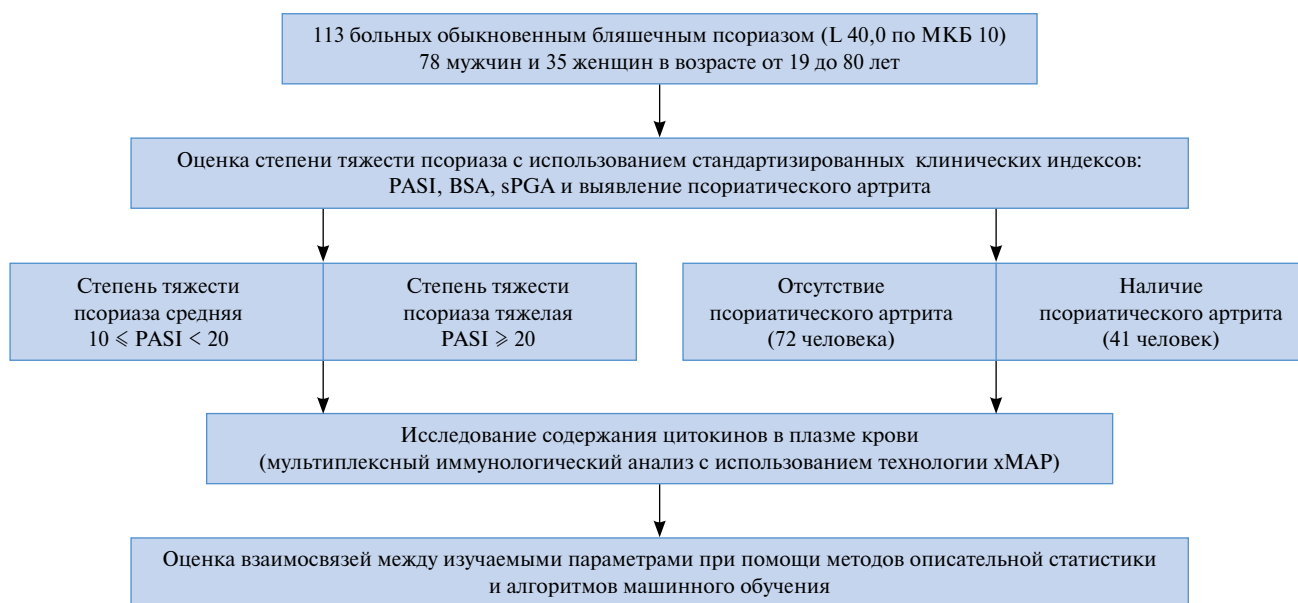 113 больных обыкновенным бляшечным псориазом (L 40,0 по МКБ 10)
78 мужчин и 35 женщин в возрасте от 19 до 80 лет
Оценка степени тяжести псориаза с использованием стандартизированных клинических индексов:
PASI, BSA, sPGA и выявление псориатического артрита
Степень тяжести
псориаза средняя
10 ⩽ PASI < 20
Степень тяжести
псориаза тяжелая
PASI ⩾ 20
Отсутствие
псориатического артрита
(72 человека)
Наличие
псориатического артрита
(41 человек)
Исследование содержания цитокинов в плазме крови
(мультиплексный иммунологический анализ с использованием технологии xMAP)
Оценка взаимосвязей между изучаемыми параметрами при помощи методов описательной статистики
и алгоритмов машинного обучения